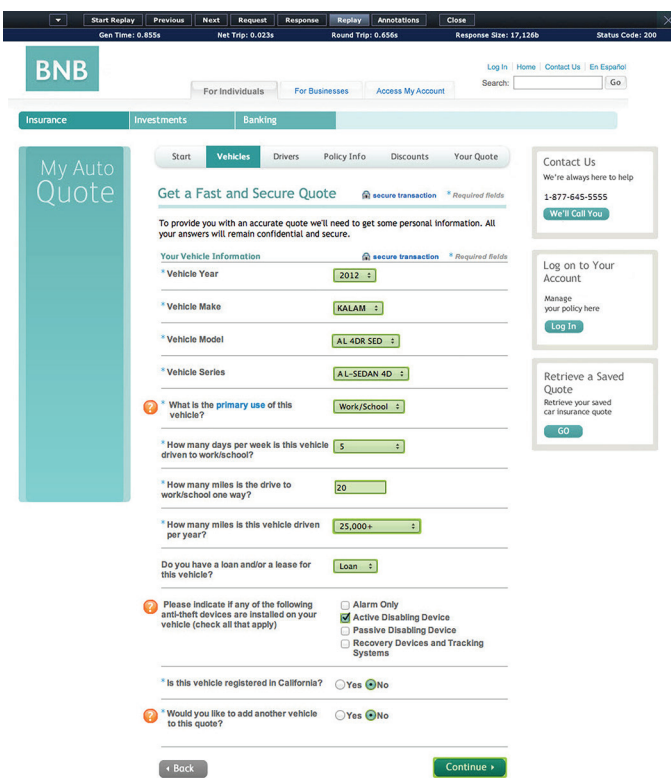 Start Replay Previous Next Request Response Replay Annotations Close
Gen Time: 0.855s Net Trip: 0.023s Round Trip: 0.656s Response Size: 17,126b Status Code: 200
BNB
Log In Home Contact Us En Español
Search: Go
For Individuals For Businesses Access My Account
Insurance Investments Banking
My Auto
Quote
Start Vehicles Drivers Policy Info Discounts Your Quote
Get a Fast and Secure Quote secure transaction * Required fields
To provide you with an accurate quote we'll need to get some personal information. All
your answers will remain confidential and secure.
Your Vehicle Information secure transaction * Required fields
* Vehicle Year 2012
* Vehicle Make KALAM
* Vehicle Model AL 4DR SED
* Vehicle Series AL-SEDAN 4D
? * What is the primary use of this
vehicle? Work/School
* How many days per week is this vehicle
driven to work/school? 5
* How many miles is the drive to
work/school one way? 20
* How many miles is this vehicle driven
per year? 25,000+
Do you have a loan and/or a lease for
this vehicle? Loan
? Please indicate if any of the following
anti-theft devices are installed on your
vehicle (check all that apply)
Alarm Only
Active Disabling Device
Passive Disabling Device
Recovery Devices and Tracking
Systems
* Is this vehicle registered in California? Yes No
? * Would you like to add another vehicle
to this quote? Yes No
Back Continue
Contact Us
We're always here to help
1-877-645-5555
We'll Call You
Log on to Your
Account
Manage
your policy here
Log In
Retrieve a Saved
Quote
Retrieve your saved
car insurance quote
GO